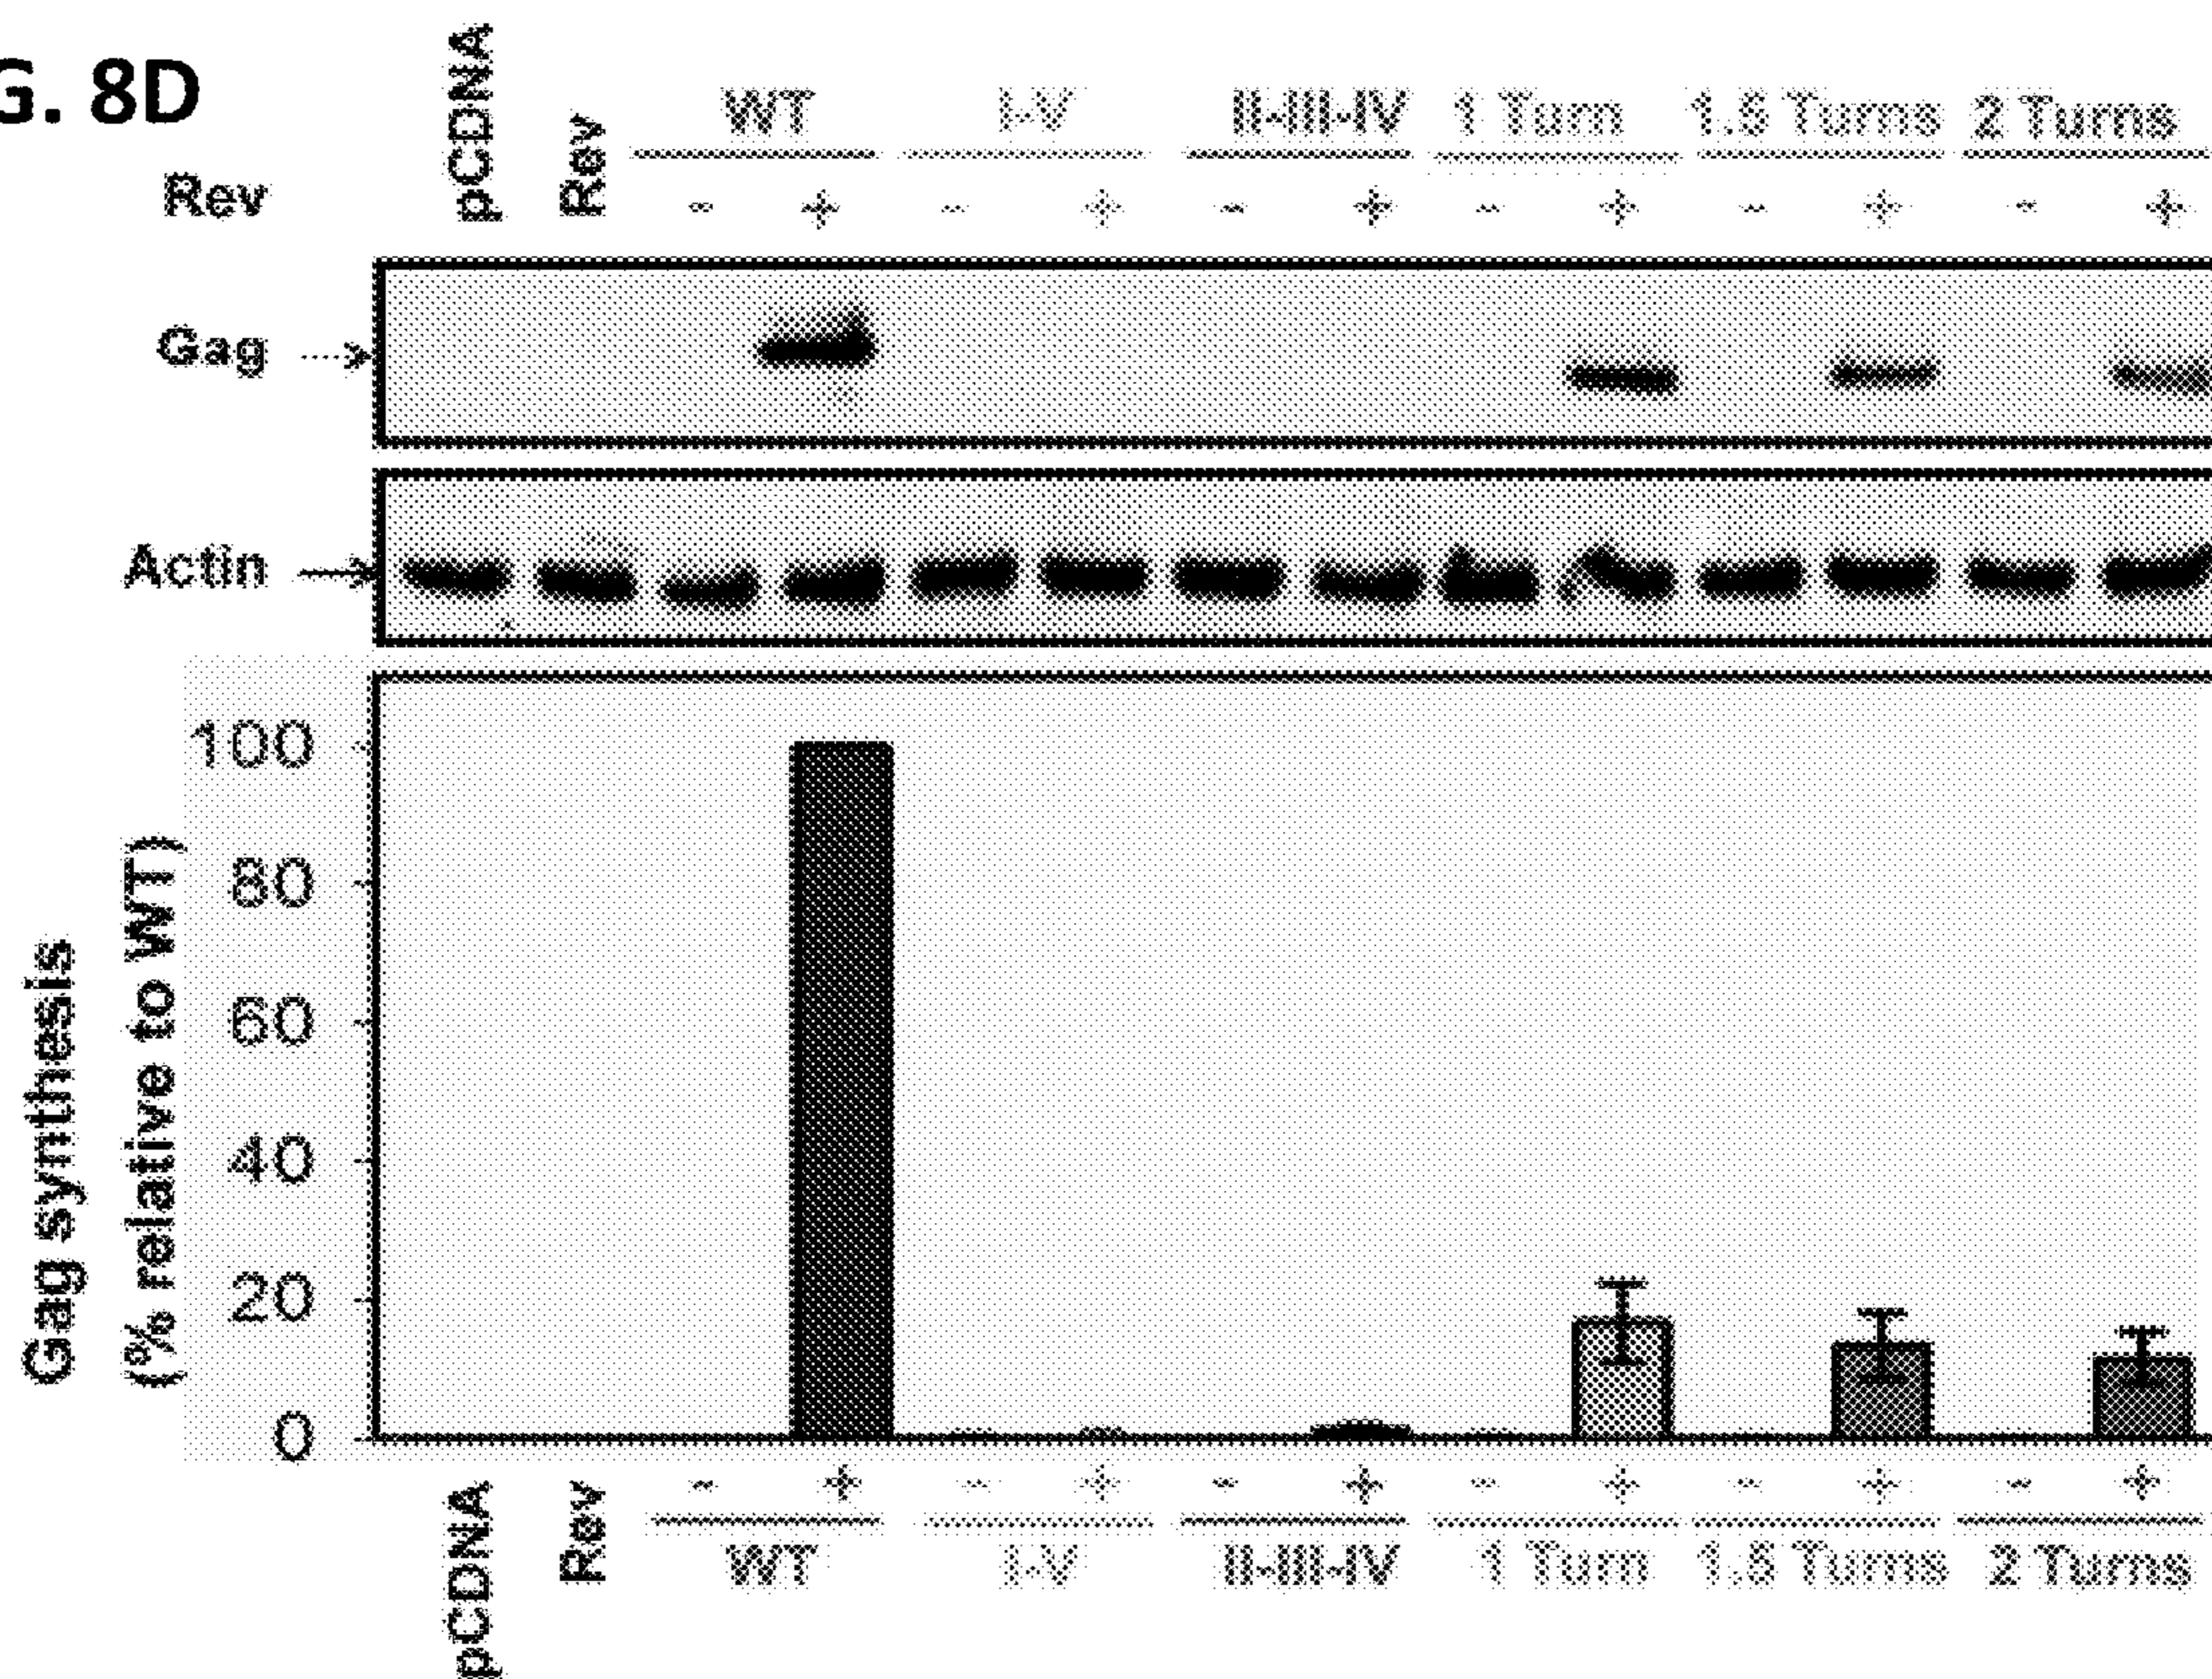 G. 8D
pCDNA Rev WT I-V II-III-IV 1 Turn 1.5 Turns 2 Turns
Rev - + - + - + - + - + - +
Gag
Actin
Gag synthesis
(% relative to WT)
100
80
60
40
20
0
- + - + - + - + - + - +
pCDNA Rev WT I-V II-III-IV 1 Turn 1.5 Turns 2 Turns